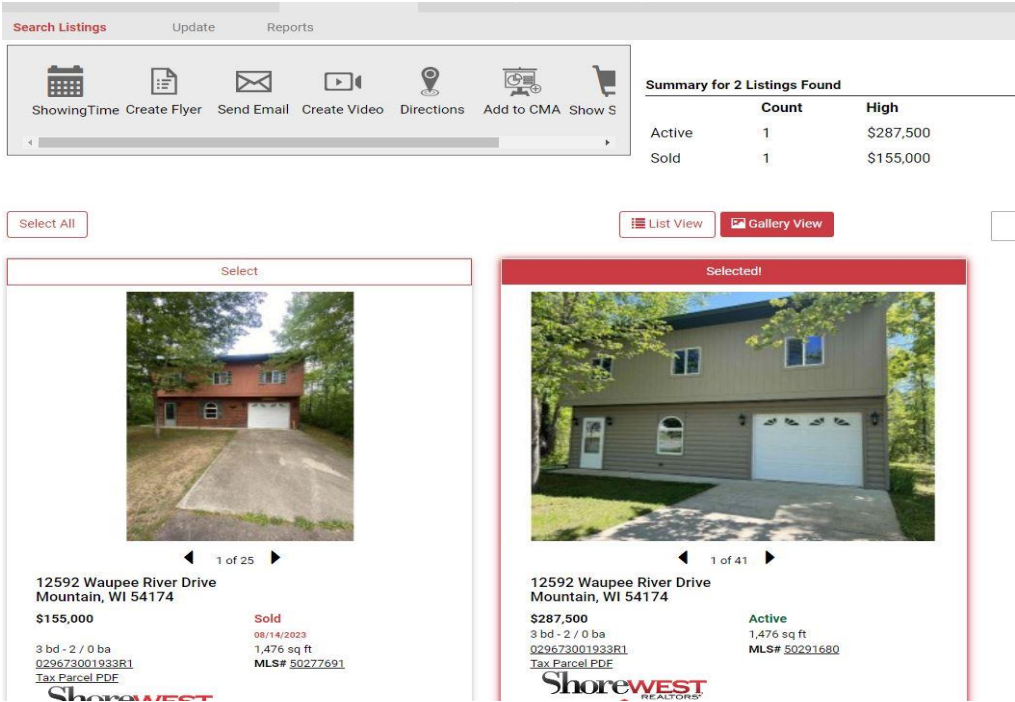 Search Listings Update Reports
ShowingTime Create Flyer Send Email Create Video Directions Add to CMA Show S
Summary for 2 Listings Found
Count High
Active 1 $287,500
Sold 1 $155,000
Select All
List View Gallery View
Select
Selected!
1 of 25
12592 Waupee River Drive
Mountain, WI 54174
$155,000 Sold
08/14/2023
3 bd - 2 / 0 ba 1,476 sq ft
029673001933R1 MLS# 50277691
Tax Parcel PDF
ShoreWEST
1 of 41
12592 Waupee River Drive
Mountain, WI 54174
$287,500 Active
3 bd - 2 / 0 ba 1,476 sq ft
029673001933R1 MLS# 50291680
Tax Parcel PDF
ShoreWEST
REALTORS